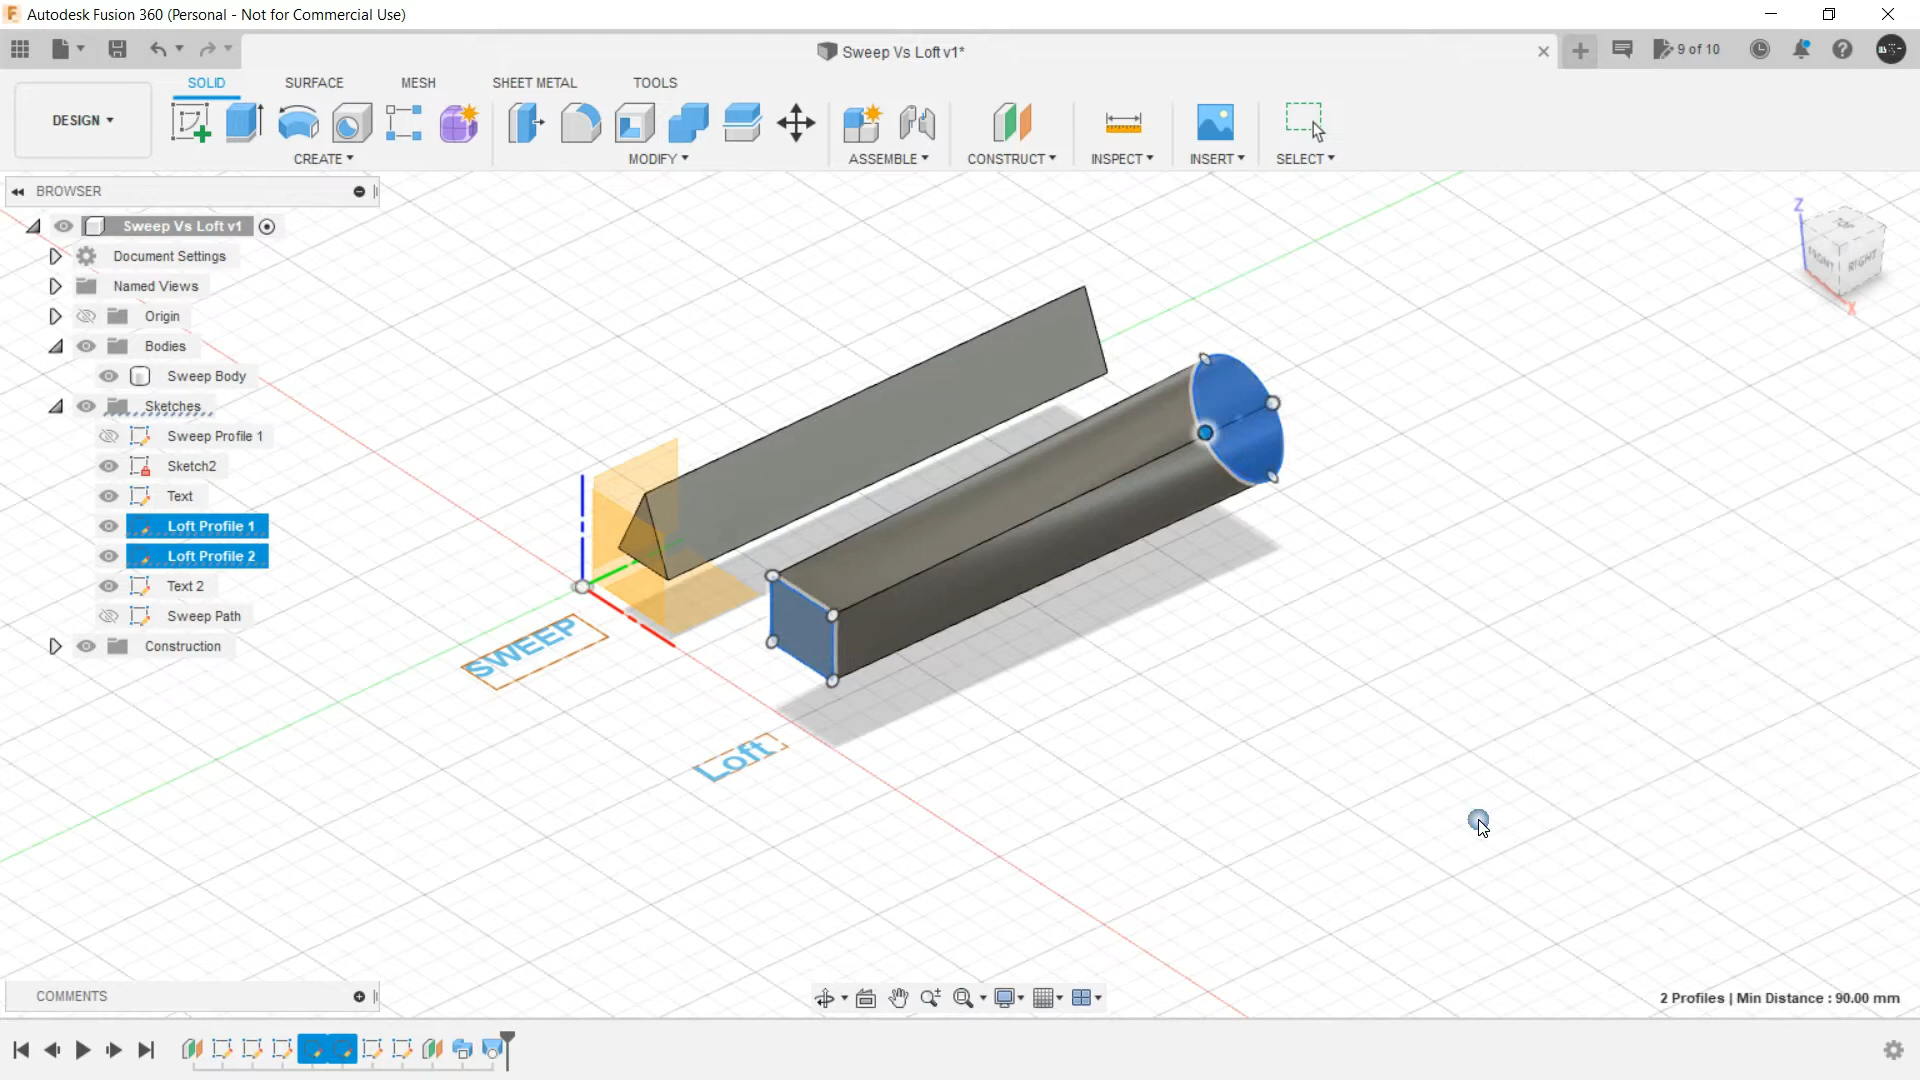 Autodesk Fusion 360 (Personal - Not for Commercial Use)
Sweep Vs Loft v1*
9 of 10
SOLID SURFACE MESH SHEET METAL TOOLS
DESIGN
CREATE MODIFY ASSEMBLE CONSTRUCT INSPECT INSERT SELECT
BROWSER
Sweep Vs Loft v1
Document Settings
Named Views
Origin
Bodies
Sweep Body
Sketches
Sweep Profile 1
Sketch2
Text
Loft Profile 1
Loft Profile 2
Text 2
Sweep Path
Construction
Z
TOP
FRONT
RIGHT
X
SWEEP
Loft
COMMENTS
2 Profiles | Min Distance : 90.00 mm